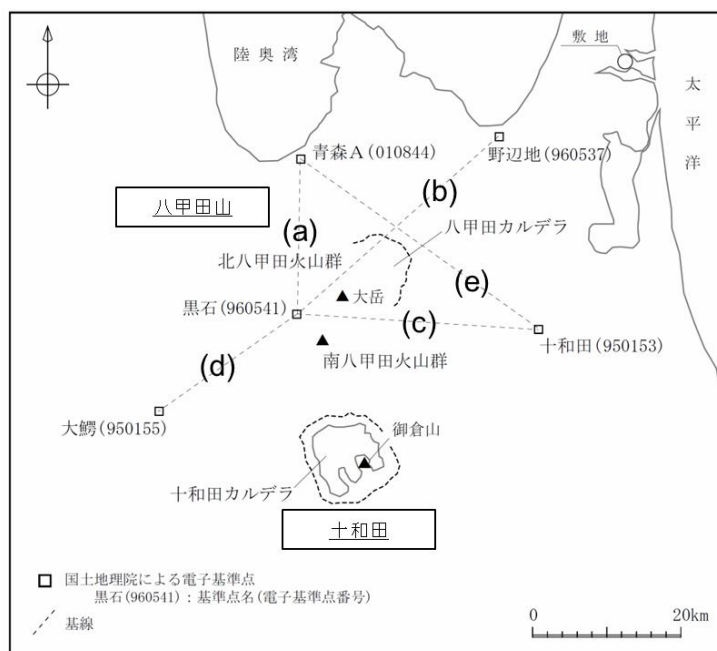 陸奥湾
敷地
太平洋
青森A(010844)
野辺地(960537)
(b)
八甲田山
(a)
八甲田カルデラ
北八甲田火山群
(e)
大岳
黒石(960541)
(c)
十和田(950153)
(d)
南八甲田火山群
大鰐(950155)
御倉山
十和田カルデラ
十和田
国土地理院による電子基準点
黒石(960541):基準点名(電子基準点番号)
基線
0 20km